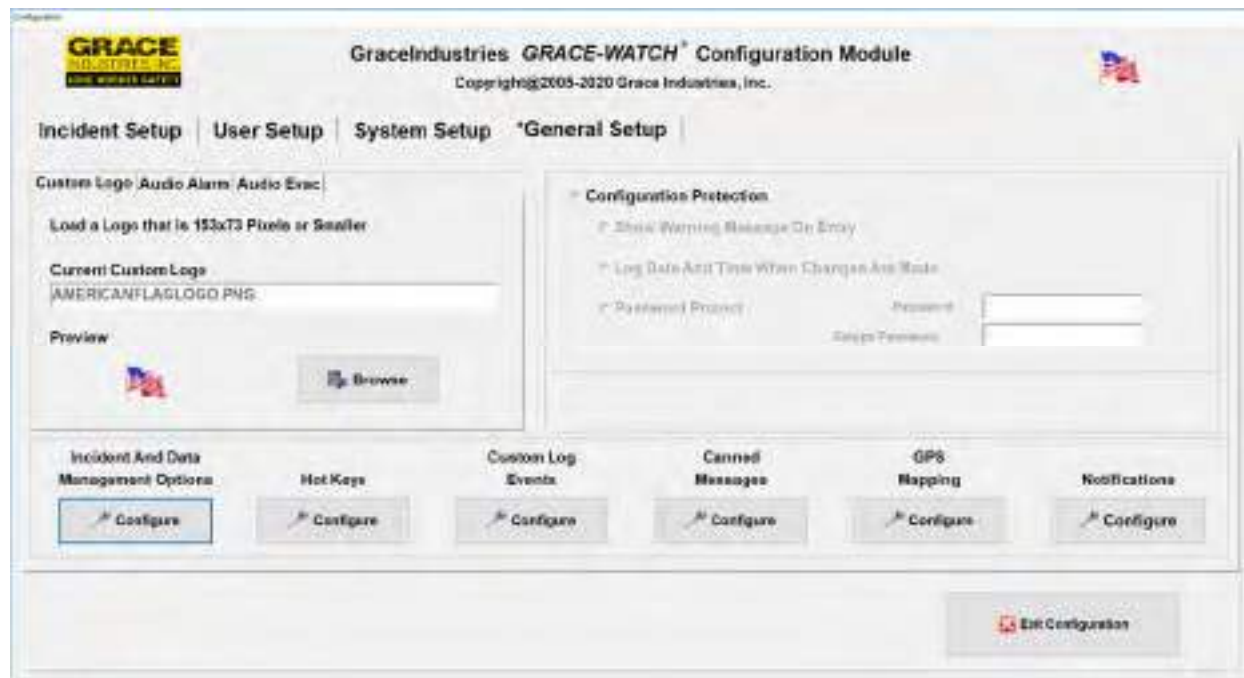 Configuration
GRACE
INDUSTRIES, INC.
LONE WORKER SAFETY
GraceIndustries GRACE-WATCH® Configuration Module
Copyright@2005-2020 Grace Industries, Inc.
Incident Setup
User Setup
System Setup
*General Setup
Custom Logo
Audio Alarm
Audio Evac
Load a Logo that is 153x73 Pixels or Smaller
Current Custom Logo
AMERICANFLAGLOGO.PNG
Preview
Browse
Configuration Protection
Show Warning Message On Entry
Log Date And Time When Changes Are Made
Password Protect
Password
Retype Password
Incident And Data
Management Options
Configure
Hot Keys
Configure
Custom Log
Events
Configure
Canned
Messages
Configure
GPS
Mapping
Configure
Notifications
Configure
Exit Configuration